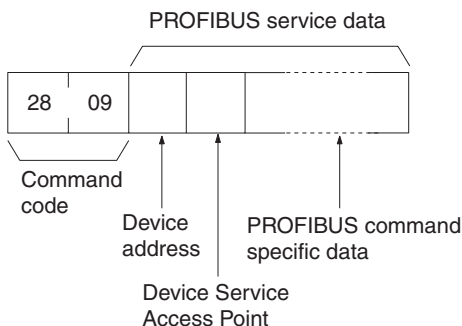 PROFIBUS service data
28 09
Command
code
Device
address
PROFIBUS command
specific data
Device Service
Access Point